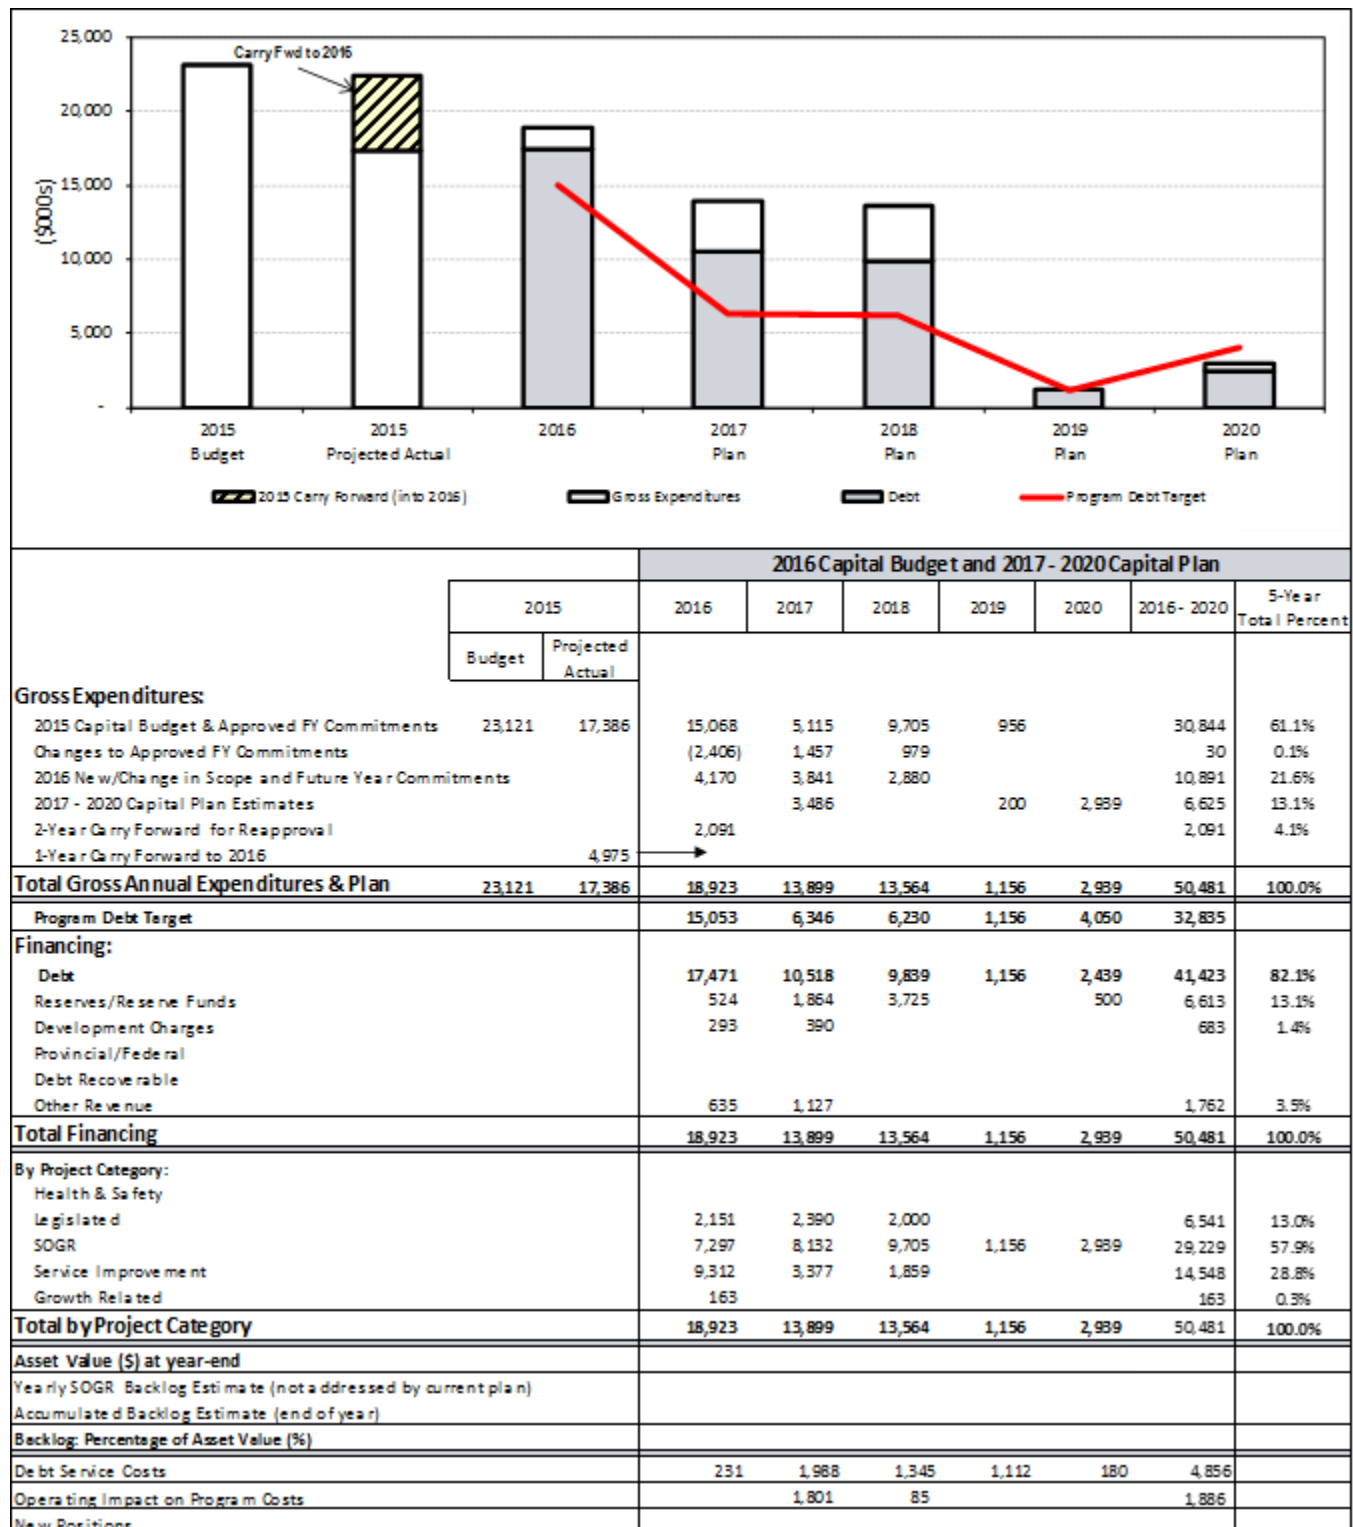 25,000
Carry Fwd to 2016
20,000
15,000
($000s)
10,000
5,000
-
2015 2015 2016 2017 2018 2019 2020
Budget Projected Actual Plan Plan Plan Plan
2015 Carry Forward (into 2016) Gross Expenditures Debt Program Debt Target
2016 Capital Budget and 2017 - 2020 Capital Plan
2015 2016 2017 2018 2019 2020 2016 - 2020 5-Year Total Percent
Budget Projected Actual
Gross Expenditures:
2015 Capital Budget & Approved FY Commitments 23,121 17,386 15,068 5,115 9,705 956 30,844 61.1%
Changes to Approved FY Commitments (2,406) 1,457 979 30 0.1%
2016 New/Change in Scope and Future Year Commitments 4,170 3,841 2,880 10,891 21.6%
2017 - 2020 Capital Plan Estimates 3,486 200 2,939 6,625 13.1%
2-Year Carry Forward for Reapproval 2,091 2,091 4.1%
1-Year Carry Forward to 2016 4,975
Total Gross Annual Expenditures & Plan 23,121 17,386 18,923 13,899 13,564 1,156 2,939 50,481 100.0%
Program Debt Target 15,053 6,346 6,230 1,156 4,050 32,835
Financing:
Debt 17,471 10,518 9,839 1,156 2,439 41,423 82.1%
Reserves/Reserve Funds 524 1,864 3,725 500 6,613 13.1%
Development Charges 293 390 683 1.4%
Provincial/Federal
Debt Recoverable
Other Revenue 635 1,127 1,762 3.5%
Total Financing 18,923 13,899 13,564 1,156 2,939 50,481 100.0%
By Project Category:
Health & Safety
Legislated 2,151 2,390 2,000 6,541 13.0%
SOGR 7,297 8,132 9,705 1,156 2,939 29,229 57.9%
Service Improvement 9,312 3,377 1,859 14,548 28.8%
Growth Related 163 163 0.3%
Total by Project Category 18,923 13,899 13,564 1,156 2,939 50,481 100.0%
Asset Value ($) at year-end
Yearly SOGR Backlog Estimate (not addressed by current plan)
Accumulated Backlog Estimate (end of year)
Backlog: Percentage of Asset Value (%)
Debt Service Costs 231 1,988 1,345 1,112 180 4,856
Operating Impact on Program Costs 1,801 85 1,886
New Positions